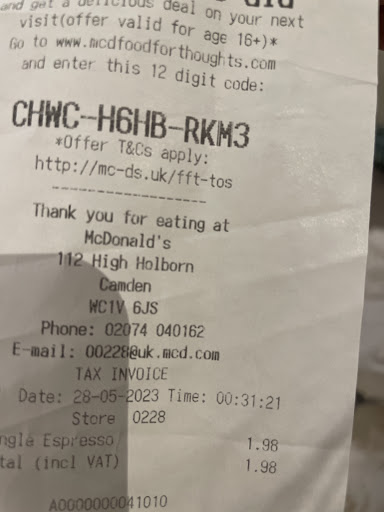 and get a delicious deal on your next
visit(offer valid for age 16+)*
Go to www.mcdfoodforthoughts.com
and enter this 12 digit code:
CHWC-H6HB-RKM3
*Offer T&Cs apply:
http://mc-ds.uk/fft-tos
--------------------
Thank you for eating at
McDonald's
112 High Holborn
Camden
WC1V 6JS
Phone: 02074 040162
E-mail: 00228@uk.mcd.com
TAX INVOICE
Date: 28-05-2023 Time: 00:31:21
Store 0228
ngle Espresso 1.98
tal (incl VAT) 1.98
A0000000041010